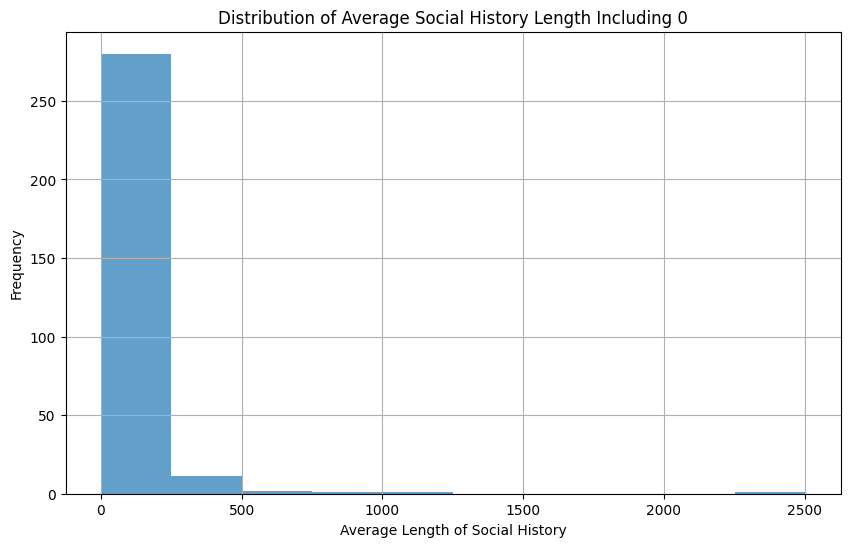 Distribution of Average Social History Length Including 0
Frequency
250
200
150
100
50
0
0 500 1000 1500 2000 2500
Average Length of Social History